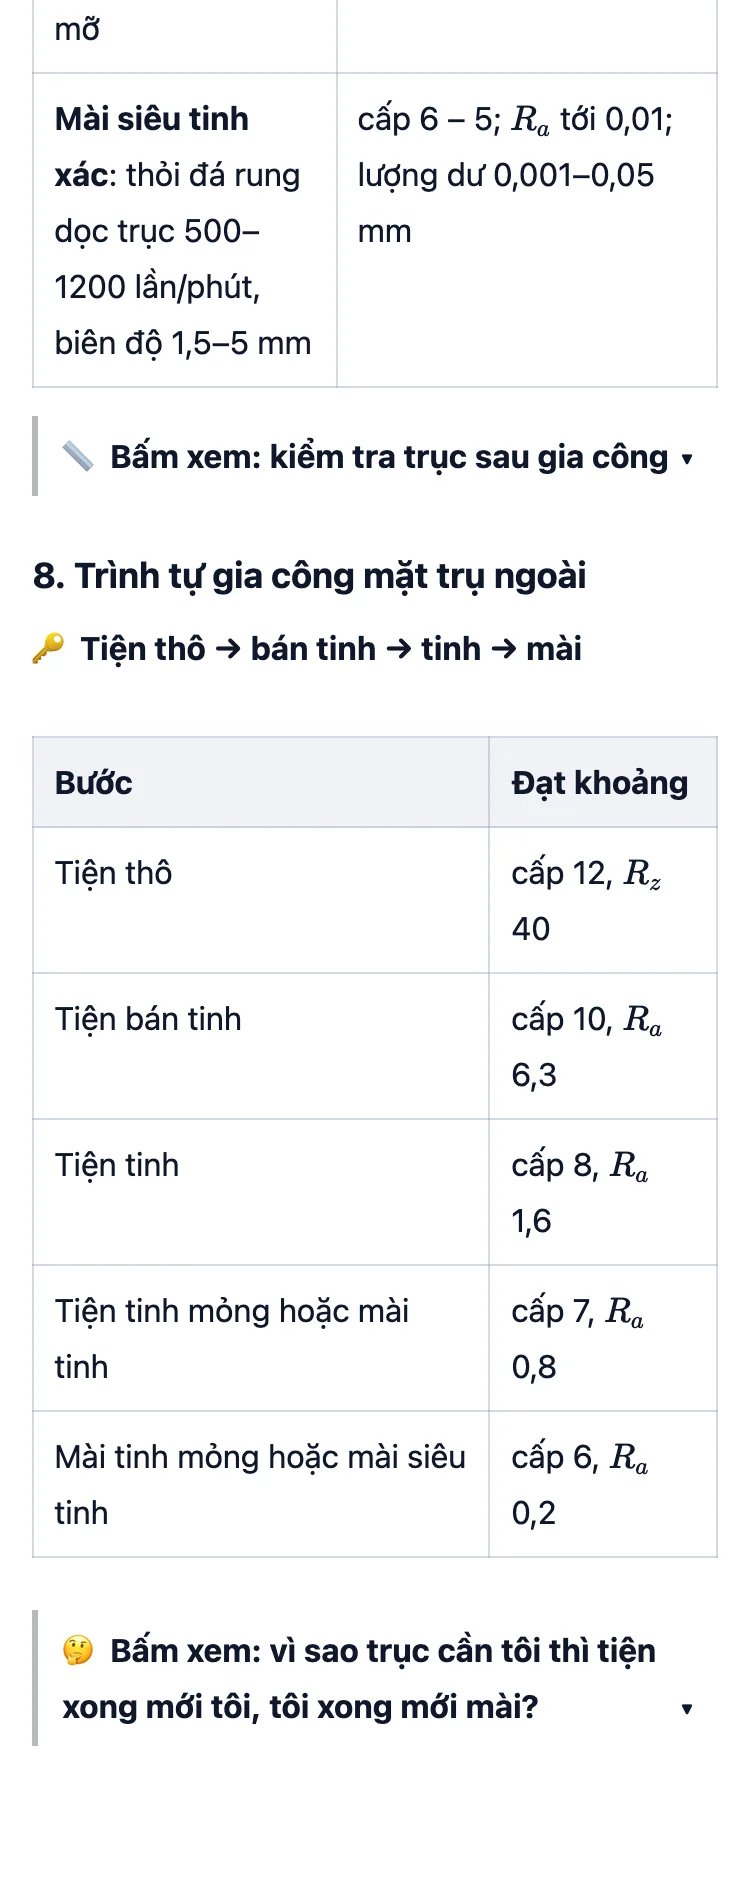 mỡ
Mài siêu tinh
xác: thỏi đá rung
dọc trục 500–
1200 lần/phút,
biên độ 1,5–5 mm
cấp 6 – 5; Ra tới 0,01;
lượng dư 0,001–0,05
mm
📏 Bấm xem: kiểm tra trục sau gia công ▼
8. Trình tự gia công mặt trụ ngoài
🔑 Tiện thô → bán tinh → tinh → mài
Bước
Đạt khoảng
Tiện thô
cấp 12, Rz
40
Tiện bán tinh
cấp 10, Ra
6,3
Tiện tinh
cấp 8, Ra
1,6
Tiện tinh mỏng hoặc mài
tinh
cấp 7, Ra
0,8
Mài tinh mỏng hoặc mài siêu
tinh
cấp 6, Ra
0,2
🤔 Bấm xem: vì sao trục cần tôi thì tiện
xong mới tôi, tôi xong mới mài? ▼